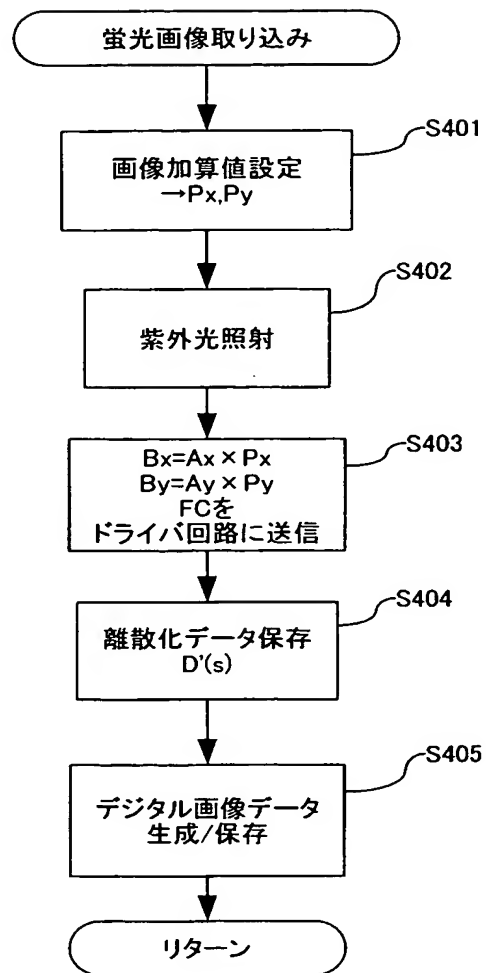 蛍光画像取り込み
S401
画像加算値設定
→Px,Py
S402
紫外光照射
S403
Bx=Ax × Px
By=Ay × Py
FCを
ドライバ回路に送信
S404
離散化データ保存
D'(s)
S405
デジタル画像データ
生成/保存
リターン